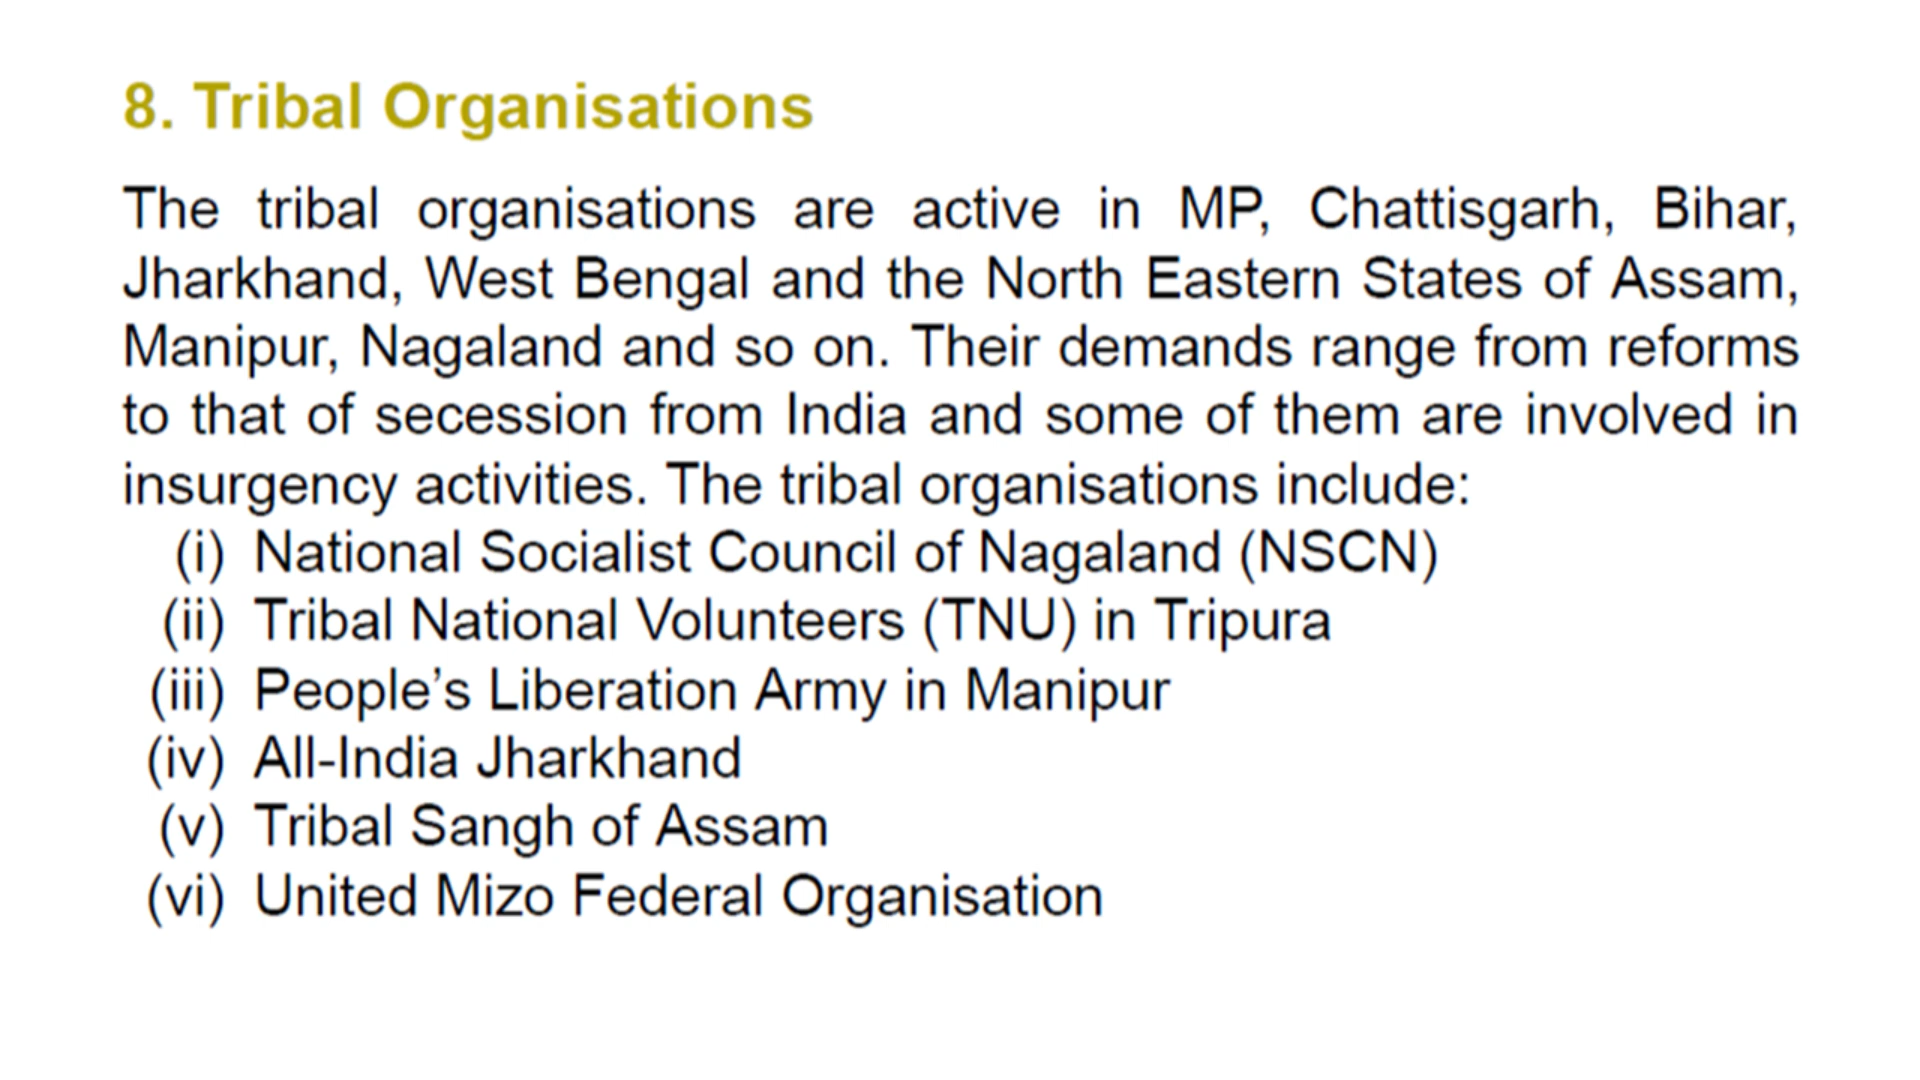 8. Tribal Organisations
The tribal organisations are active in MP, Chattisgarh, Bihar,
Jharkhand, West Bengal and the North Eastern States of Assam,
Manipur, Nagaland and so on. Their demands range from reforms
to that of secession from India and some of them are involved in
insurgency activities. The tribal organisations include:
(i) National Socialist Council of Nagaland (NSCN)
(ii) Tribal National Volunteers (TNU) in Tripura
(iii) People’s Liberation Army in Manipur
(iv) All-India Jharkhand
(v) Tribal Sangh of Assam
(vi) United Mizo Federal Organisation